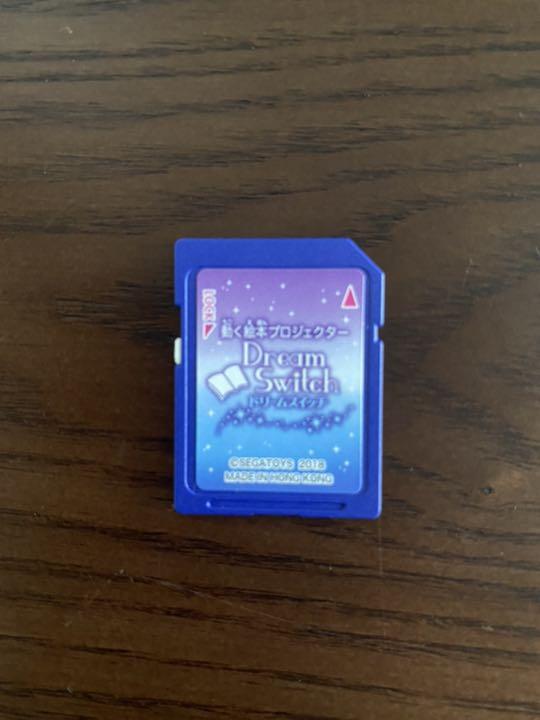 LOCK
動く絵本プロジェクター
Dream
Switch
ドリームスイッチ
©SEGATOYS 2018
MADE IN HONG KONG